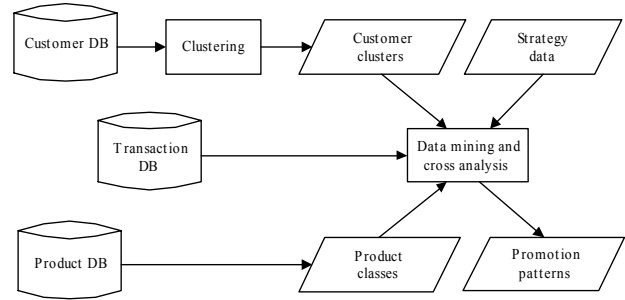 Customer DB
Clustering
Customer
clusters
Strategy
data
Transaction
DB
Data mining and
cross analysis
Product DB
Product
classes
Promotion
patterns